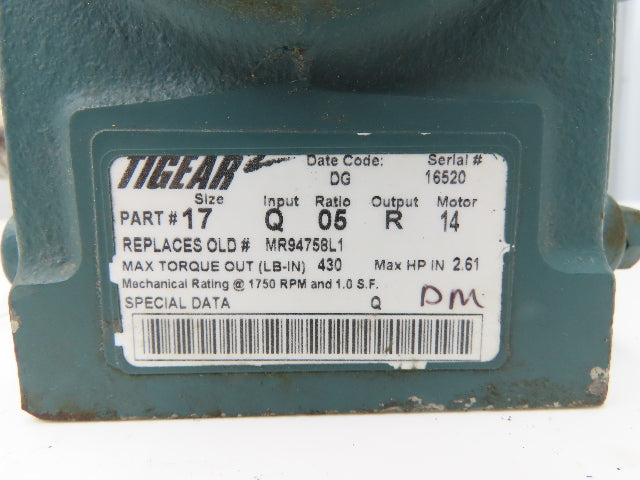 TIGEAR Date Code: Serial #
DG 16520
Size Input Ratio Output Motor
PART # 17 Q 05 R 14
REPLACES OLD # MR94758L1
MAX TORQUE OUT (LB-IN) 430 Max HP IN 2.61
Mechanical Rating @ 1750 RPM and 1.0 S.F.
SPECIAL DATA Q DM